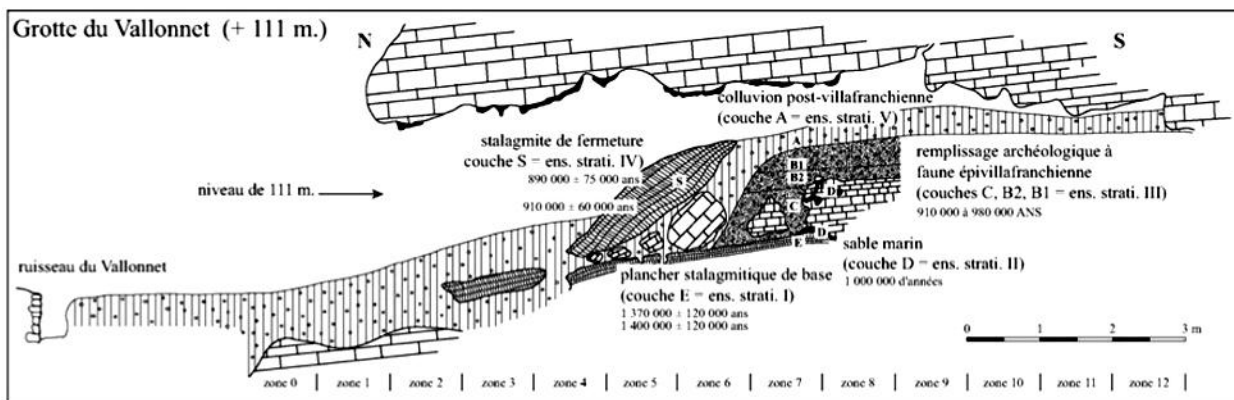 Grotte du Vallonnet (+ 111 m.)
N
S
colluvion post-villafranchienne
(couche A = ens. strati. V)
stalagmite de fermeture
couche S = ens. strati. IV)
890 000 ± 75 000 ans
910 000 ± 60 000 ans
niveau de 111 m.
A
B1
B2
S
D
C
D
E
remplissage archéologique à
faune épivillafranchienne
(couches C, B2, B1 = ens. strati. III)
910 000 à 980 000 ANS
ruisseau du Vallonnet
sable marin
(couche D = ens. strati. II)
1 000 000 d'années
plancher stalagmitique de base
(couche E = ens. strati. I)
1 370 000 ± 120 000 ans
1 400 000 ± 120 000 ans
0 1 2 3 m
zone 0 zone 1 zone 2 zone 3 zone 4 zone 5 zone 6 zone 7 zone 8 zone 9 zone 10 zone 11 zone 12